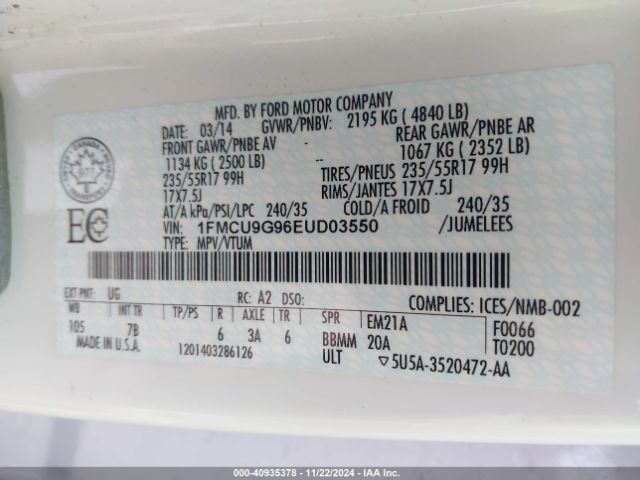 MFD. BY FORD MOTOR COMPANY
DATE: 03/14 GVWR/PNBV: 2195 KG ( 4840 LB)
FRONT GAWR/PNBE AV REAR GAWR/PNBE AR
1134 KG ( 2500 LB) 1067 KG ( 2352 LB)
235/55R17 99H TIRES/PNEUS 235/55R17 99H
17X7.5J RIMS/JANTES 17X7.5J
AT/A kPa/PSI/LPC 240/35 COLD/A FROID 240/35
VIN: 1FMCU9G96EUD03550 /JUMELEES
TYPE: MPV/VTUM
CANADA
977
EC
EXT PNT: UG RC: A2 DSO: COMPLIES: ICES/NMB-002
WB INT TR TP/PS R AXLE TR SPR EM21A F0066
105 7B 6 3A 6 BBMM 20A T0200
MADE IN U.S.A. 1201403286126 ULT ▽5U5A-3520472-AA
000-40935378 - 11/22/2024 - IAA Inc.